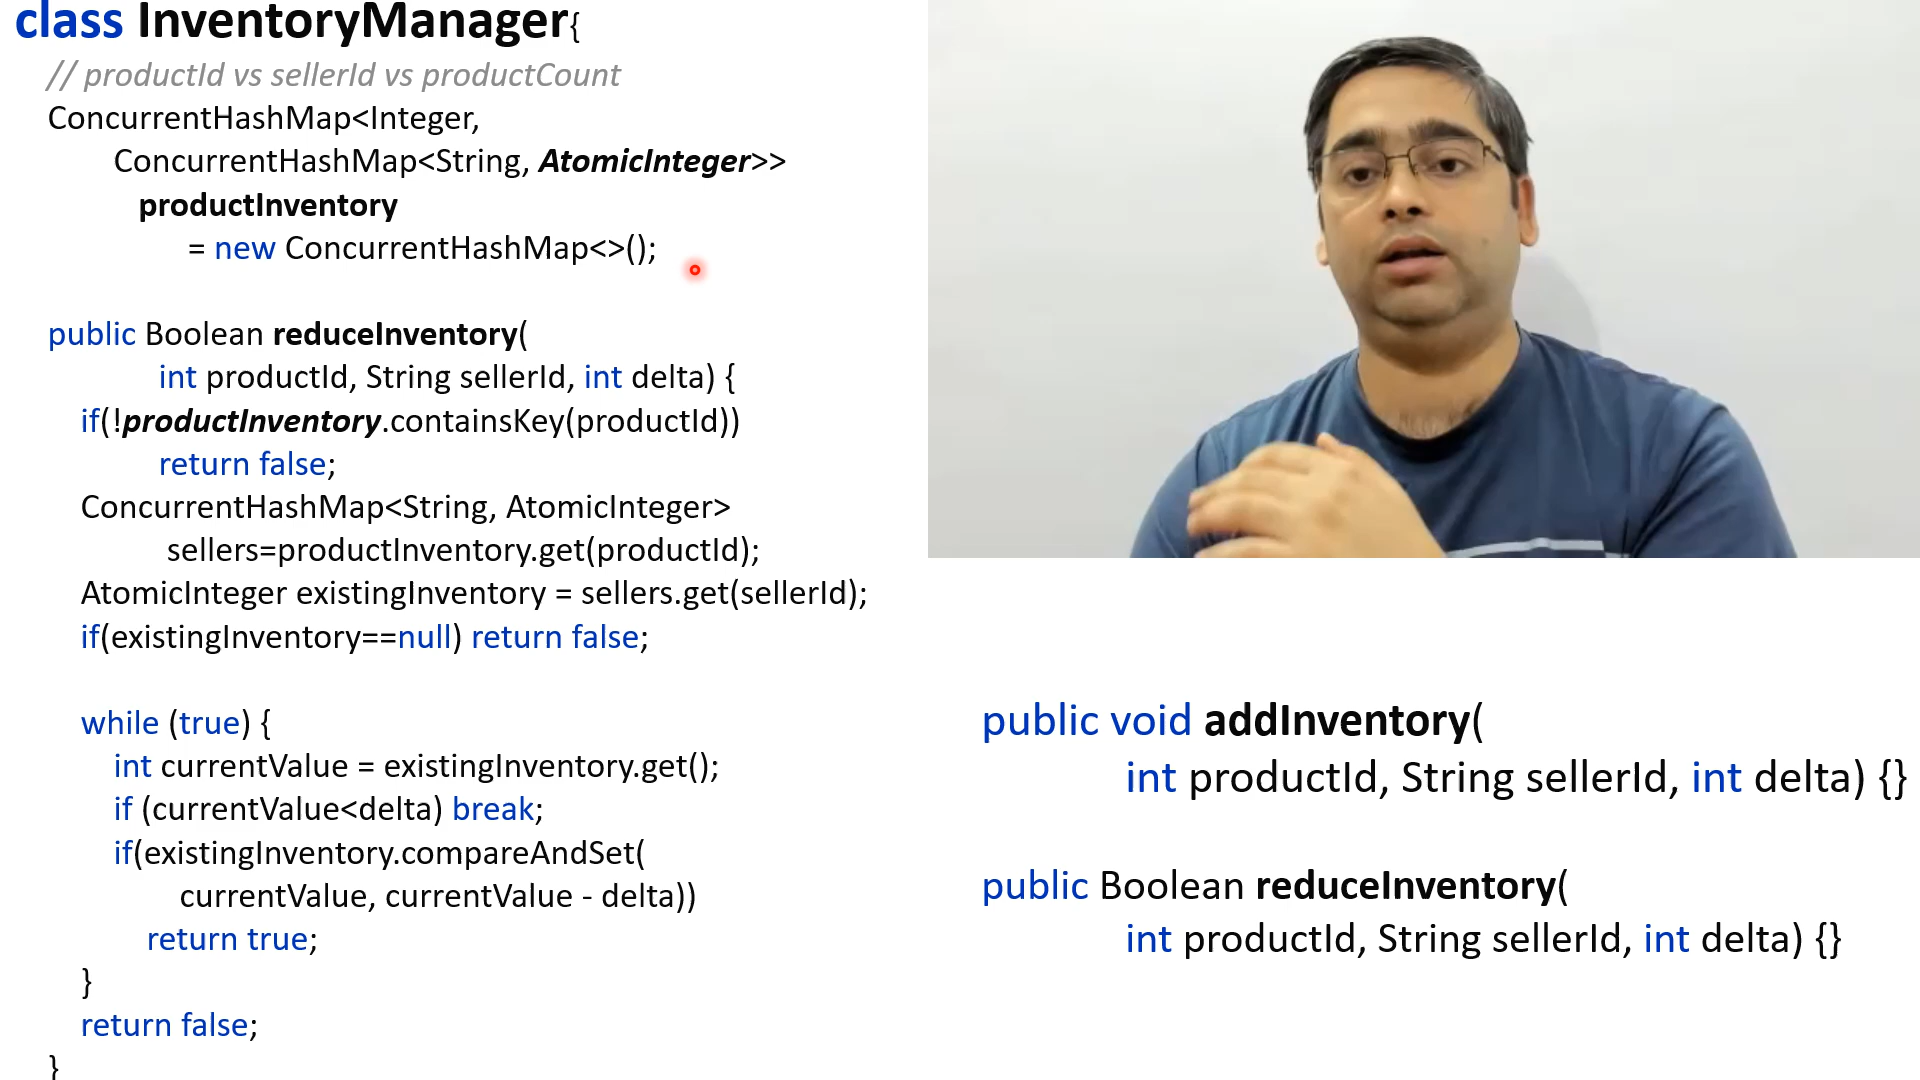 class InventoryManager{
// productId vs sellerId vs productCount
ConcurrentHashMap<Integer,
ConcurrentHashMap<String, AtomicInteger>>
productInventory
= new ConcurrentHashMap<>();
public Boolean reduceInventory(
int productId, String sellerId, int delta) {
if(!productInventory.containsKey(productId))
return false;
ConcurrentHashMap<String, AtomicInteger>
sellers=productInventory.get(productId);
AtomicInteger existingInventory = sellers.get(sellerId);
if(existingInventory==null) return false;
while (true) {
int currentValue = existingInventory.get();
if (currentValue<delta) break;
if(existingInventory.compareAndSet(
currentValue, currentValue - delta))
return true;
}
return false;
}
public void addInventory(
int productId, String sellerId, int delta) {}
public Boolean reduceInventory(
int productId, String sellerId, int delta) {}